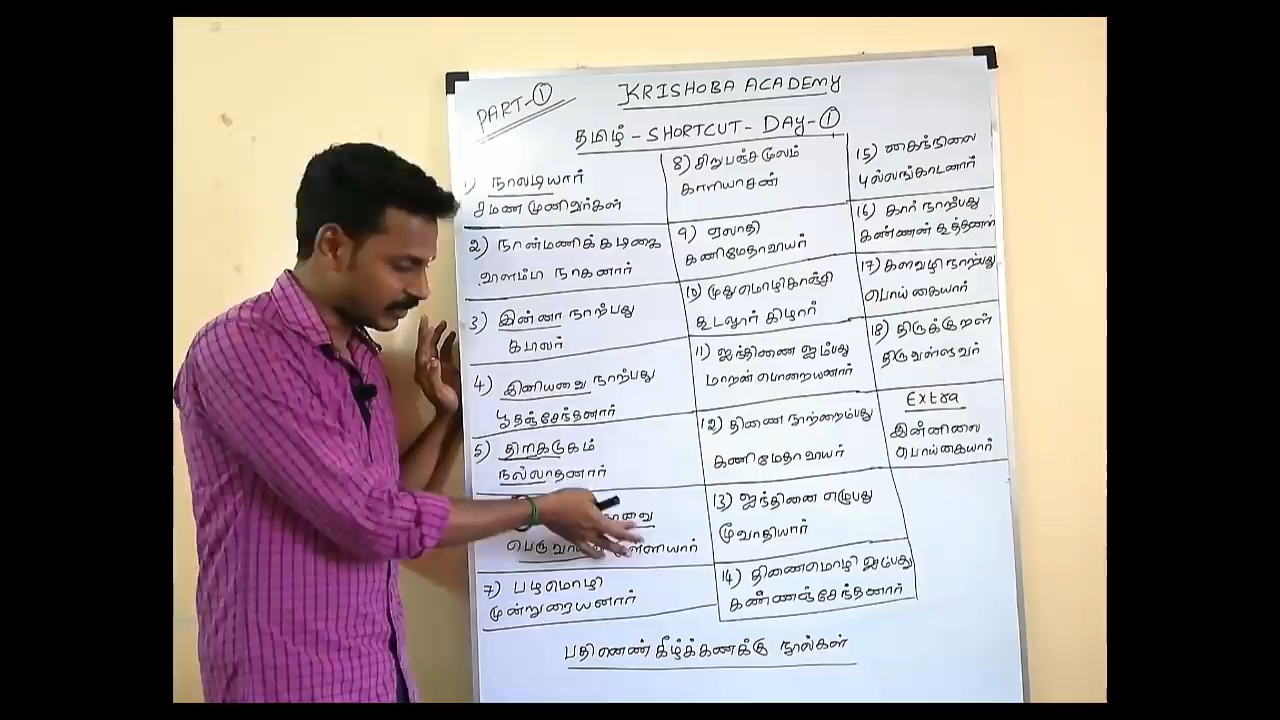 PART-①
KRISHOBA ACADEMY
தமிழ் - SHORTCUT - DAY-①
1) நாலடியார்
சமண முனிவர்கள்
2) நான்மணிக்கடிகை
விளம்பி நாகனார்
3) இன்னா நாற்பது
கபிலர்
4) இனியவை நாற்பது
பூதஞ்சேந்தனார்
5) திரிகடுகம்
நல்லாதனார்
7) பழமொழி
முன்றுரையனார்
8) சிறுபஞ்சமூலம்
காரியாசன்
9) ஏலாதி
கணிமேதாவியர்
10) முதுமொழிகாஞ்சி
கூடலூர் கிழார்
11) ஐந்திணை ஐம்பது
மாறன் பொறையனார்
12) திணை நூற்றைம்பது
கணிமேதாவியர்
13) ஐந்தினை எழுபது
மூவாதியார்
14) திணைமொழி ஐம்பது
கண்ணஞ்சேந்தனார்
15) கைந்நிலை
புல்லங்காடனார்
16) கார் நாற்பது
கண்ணன் கூத்தனார்
17) களவழி நாற்பது
பொய்கையார்
18) திருக்குறள்
திருவள்ளுவர்
Extra
இன்னிலை
பொய்கையார்
பதினெண் கீழ்க்கணக்கு நூல்கள்